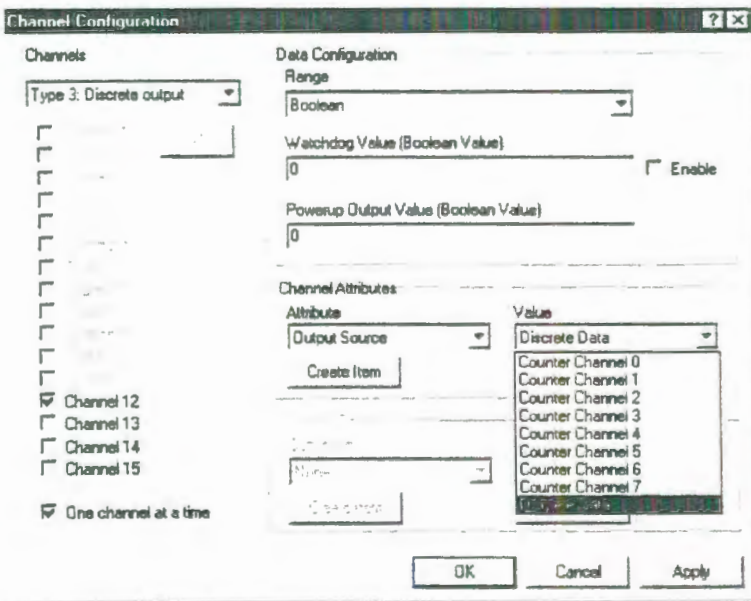 Channel Configuration
Channels
Type 3: Discrete output
Channel 12
Channel 13
Channel 14
Channel 15
One channel at a time
Data Configuration
Range
Boolean
Watchdog Value (Boolean Value)
0
Enable
Powerup Output Value (Boolean Value)
0
Channel Attributes
Attribute
Output Source
Create Item
Value
Discrete Data
Counter Channel 0
Counter Channel 1
Counter Channel 2
Counter Channel 3
Counter Channel 4
Counter Channel 5
Counter Channel 6
Counter Channel 7
OK
Cancel
Apply